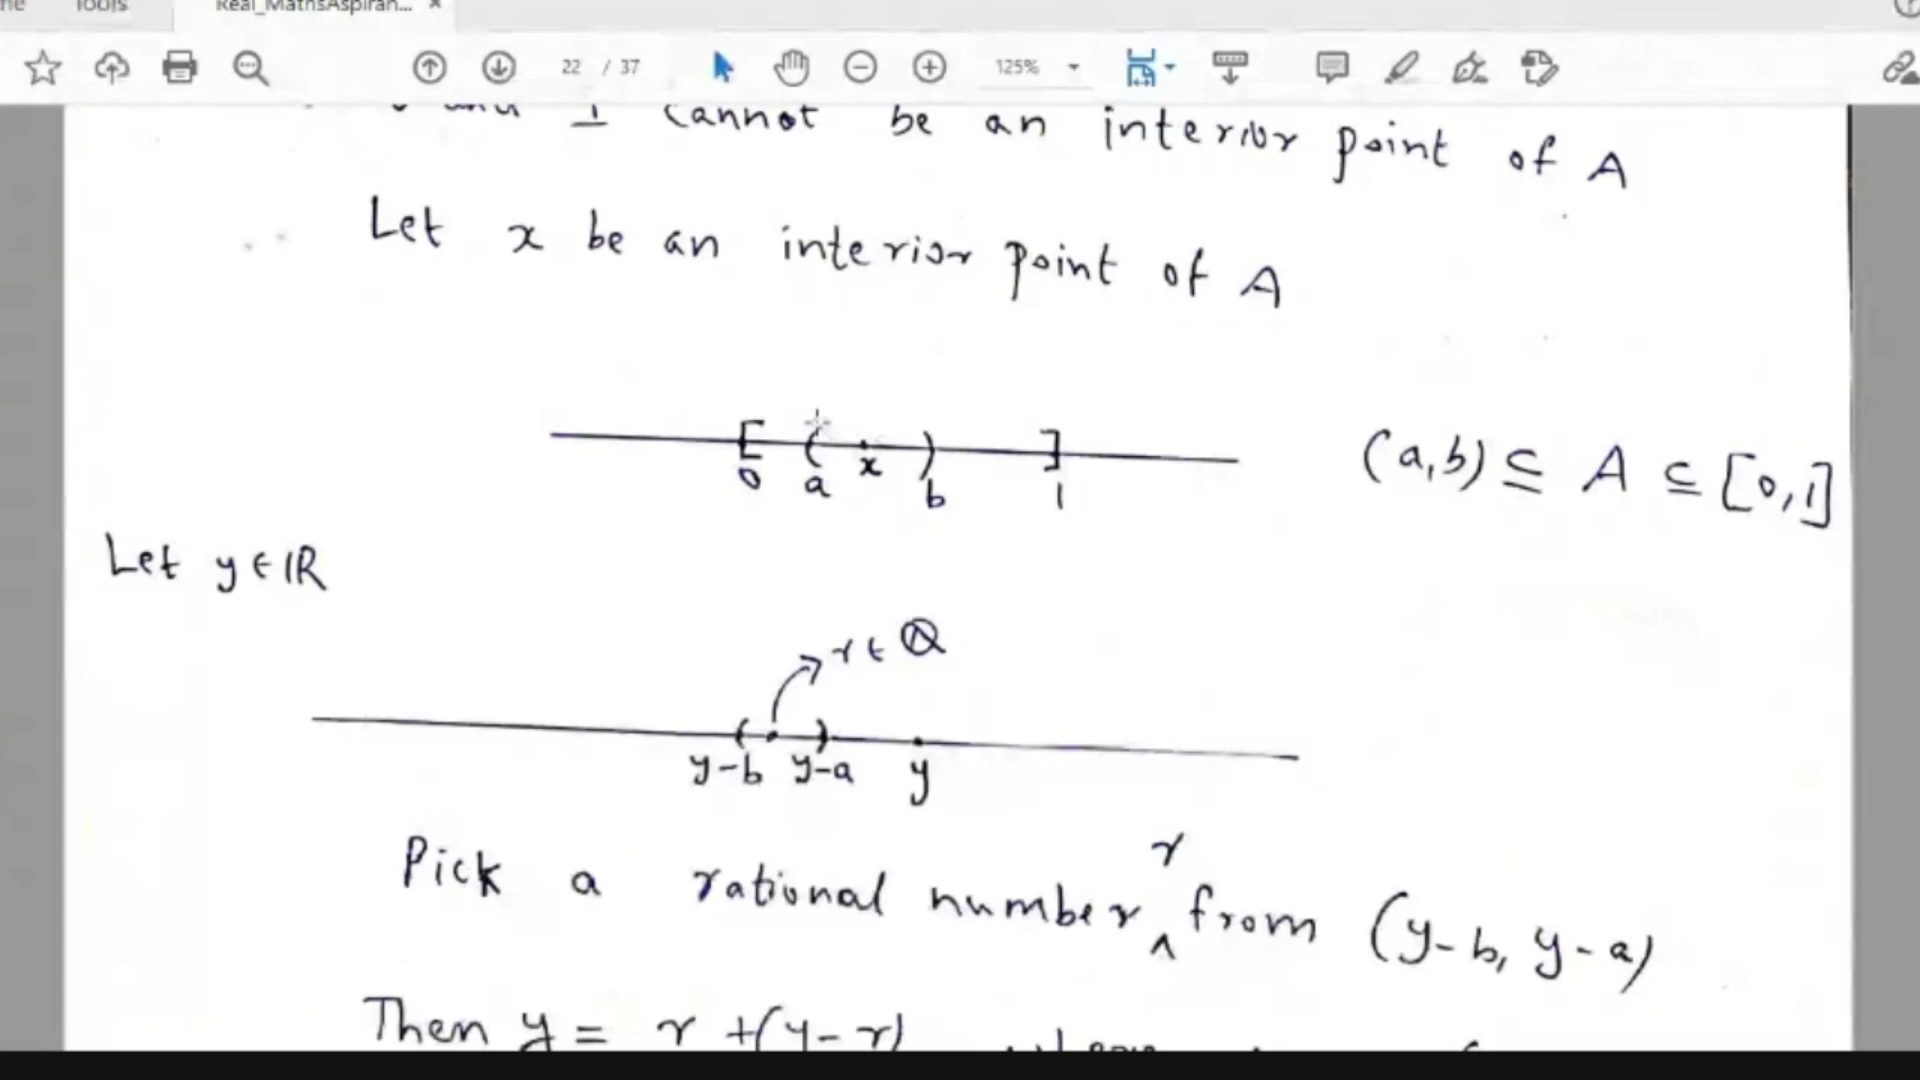 Tools Real_MathsAspiran... ×
22 / 37 125%
1 cannot be an interior point of A
Let x be an interior point of A
[ ( x ) ]
0 a b 1
(a,b) ⊆ A ⊆ [0,1]
Let y ∈ ℝ
r ∈ ℚ
( )
y-b y-a y
Pick a rational number r from (y-b, y-a)
Then y = r + (y-r)